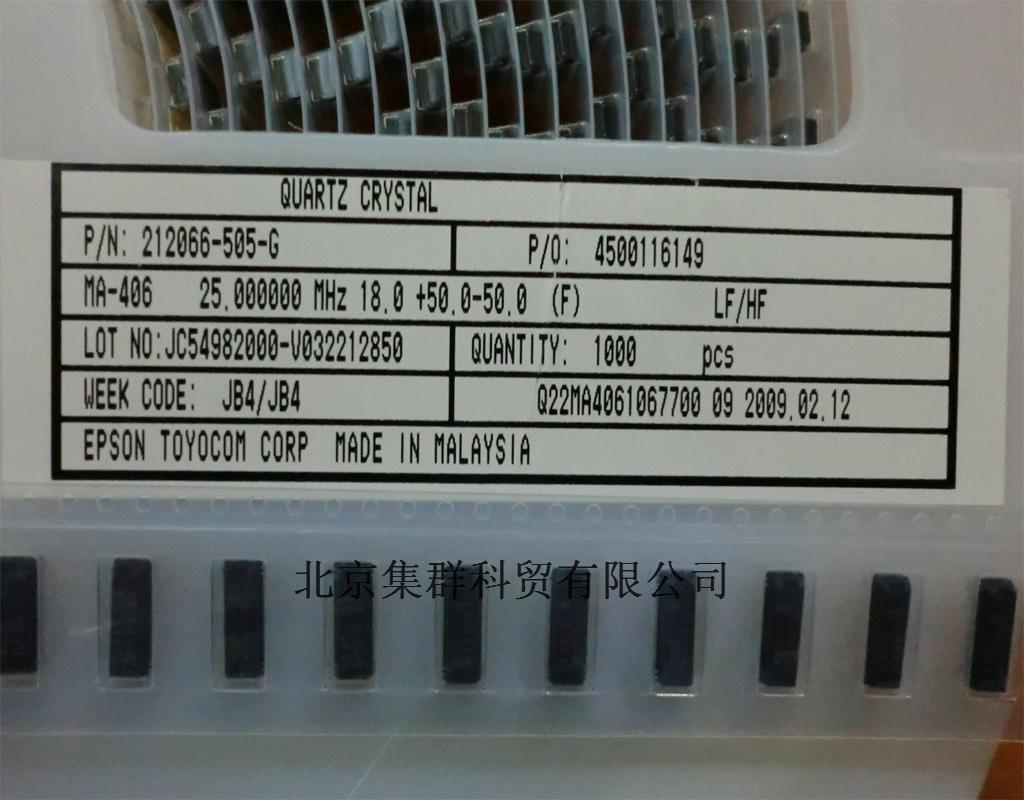 QUARTZ CRYSTAL
P/N: 212066-505-G P/O: 4500116149
MA-406 25.000000 MHz 18.0 +50.0-50.0 (F) LF/HF
LOT NO:JC54982000-V032212850 QUANTITY: 1000 pcs
WEEK CODE: JB4/JB4 Q22MA4061067700 09 2009.02.12
EPSON TOYOCOM CORP MADE IN MALAYSIA
北京集群科贸有限公司